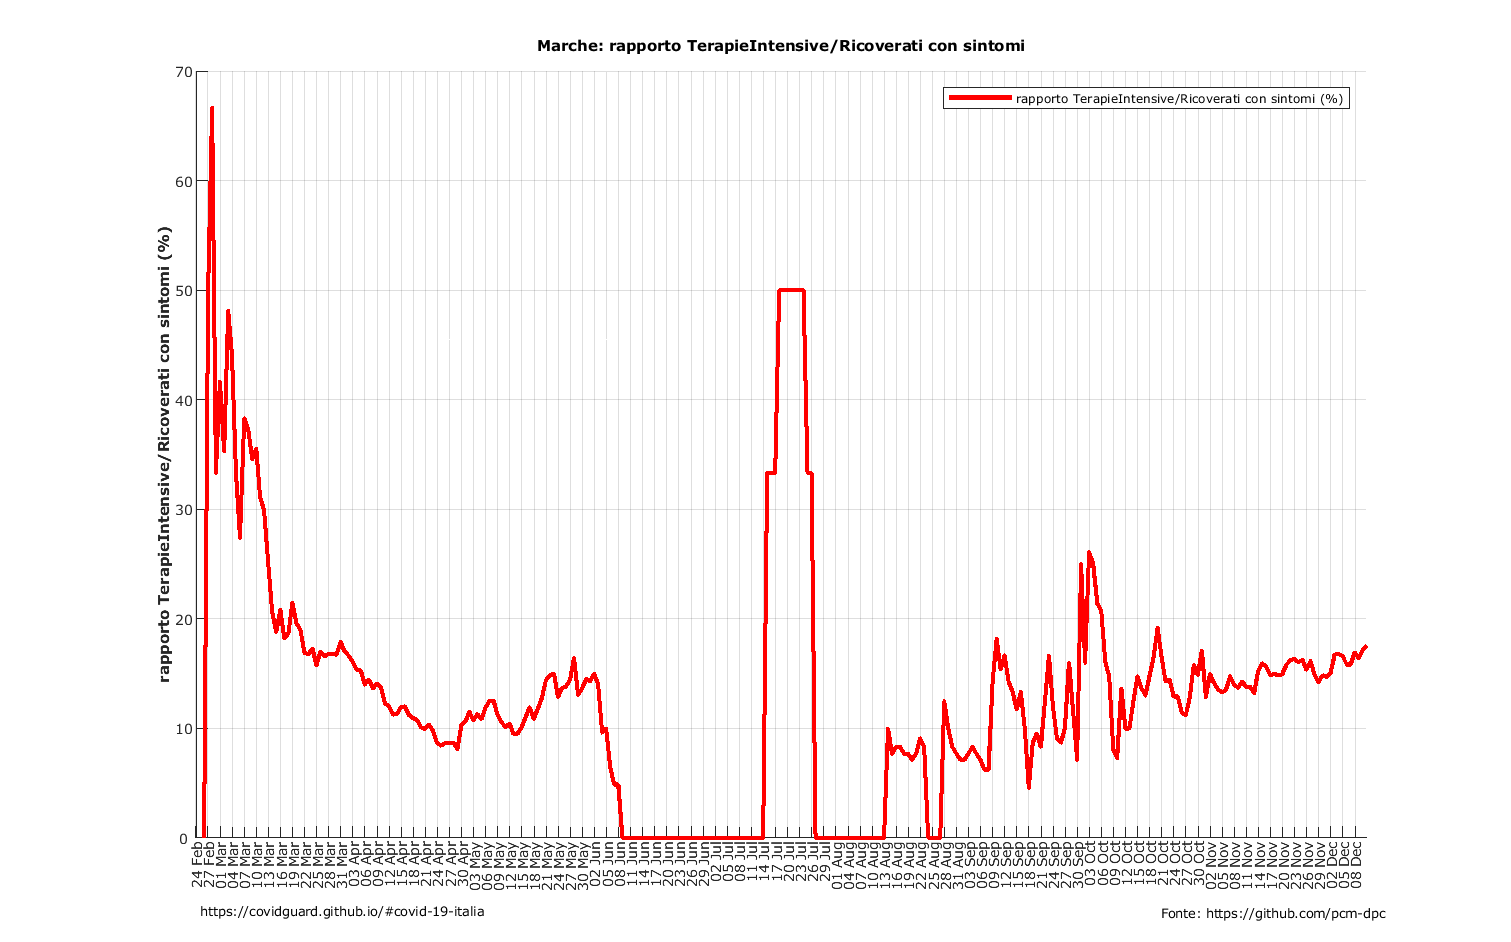 Marche: rapporto TerapieIntensive/Ricoverati con sintomi
rapporto TerapieIntensive/Ricoverati con sintomi (%)
rapporto TerapieIntensive/Ricoverati con sintomi (%)
70
60
50
40
30
20
10
0
24 Feb
27 Feb
01 Mar
04 Mar
07 Mar
10 Mar
13 Mar
16 Mar
19 Mar
22 Mar
25 Mar
28 Mar
31 Mar
03 Apr
06 Apr
09 Apr
12 Apr
15 Apr
18 Apr
21 Apr
24 Apr
27 Apr
30 Apr
03 May
06 May
09 May
12 May
15 May
18 May
21 May
24 May
27 May
30 May
02 Jun
05 Jun
08 Jun
11 Jun
14 Jun
17 Jun
20 Jun
23 Jun
26 Jun
29 Jun
02 Jul
05 Jul
08 Jul
11 Jul
14 Jul
17 Jul
20 Jul
23 Jul
26 Jul
29 Jul
01 Aug
04 Aug
07 Aug
10 Aug
13 Aug
16 Aug
19 Aug
22 Aug
25 Aug
28 Aug
31 Aug
03 Sep
06 Sep
09 Sep
12 Sep
15 Sep
18 Sep
21 Sep
24 Sep
27 Sep
30 Sep
03 Oct
06 Oct
09 Oct
12 Oct
15 Oct
18 Oct
21 Oct
24 Oct
27 Oct
30 Oct
02 Nov
05 Nov
08 Nov
11 Nov
14 Nov
17 Nov
20 Nov
23 Nov
26 Nov
29 Nov
02 Dec
05 Dec
08 Dec
https://covidguard.github.io/#covid-19-italia
Fonte: https://github.com/pcm-dpc